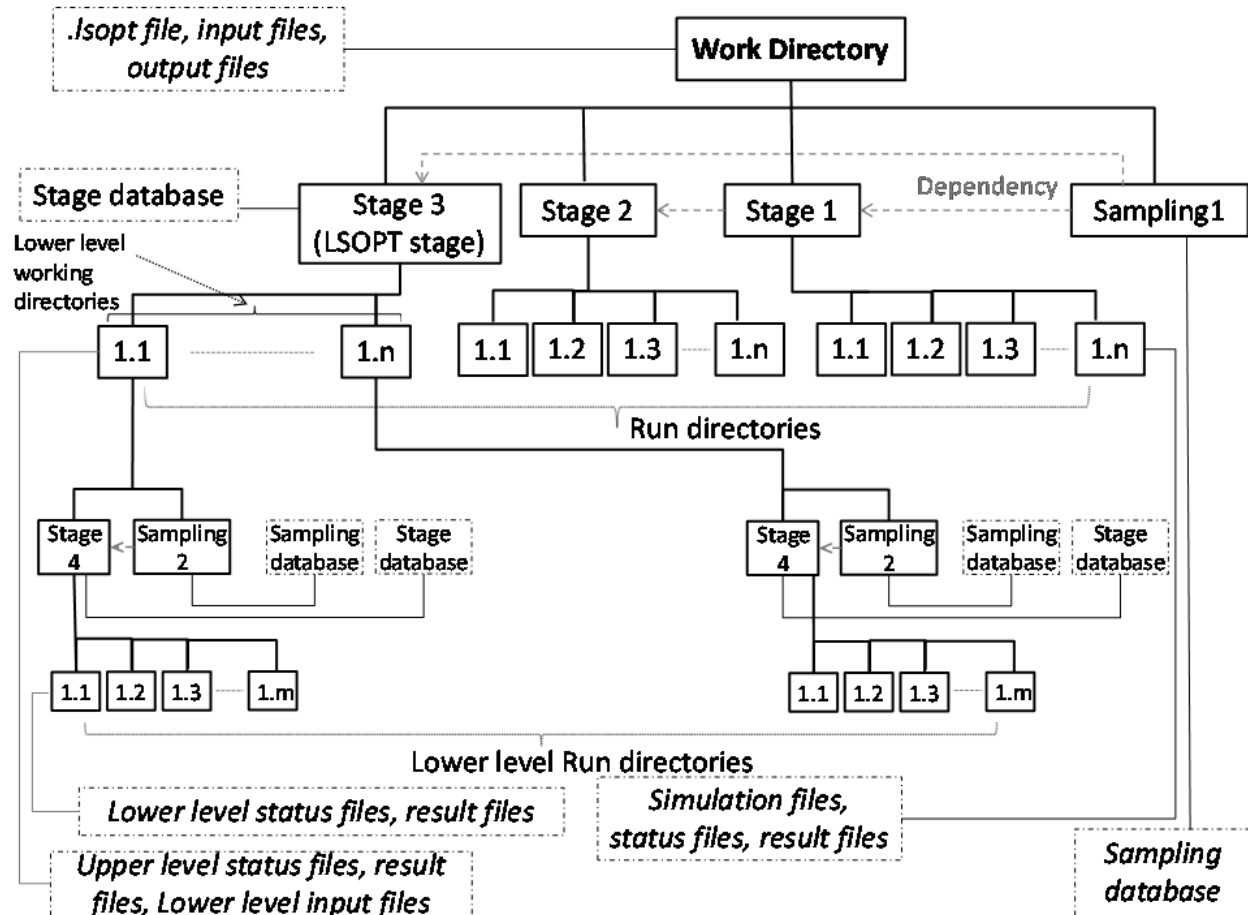 .lsopt file, input files,
output files
Work Directory
Stage database
Stage 3
(LSOPT stage)
Stage 2
Stage 1
Dependency
Sampling1
Lower level
working
directories
1.1
1.n
1.1
1.2
1.3
1.n
1.1
1.2
1.3
1.n
Run directories
Stage
4
Sampling
2
Sampling
database
Stage
database
Stage
4
Sampling
2
Sampling
database
Stage
database
1.1
1.2
1.3
1.m
1.1
1.2
1.3
1.m
Lower level Run directories
Lower level status files, result files
Simulation files,
status files, result files
Upper level status files, result
files, Lower level input files
Sampling
database